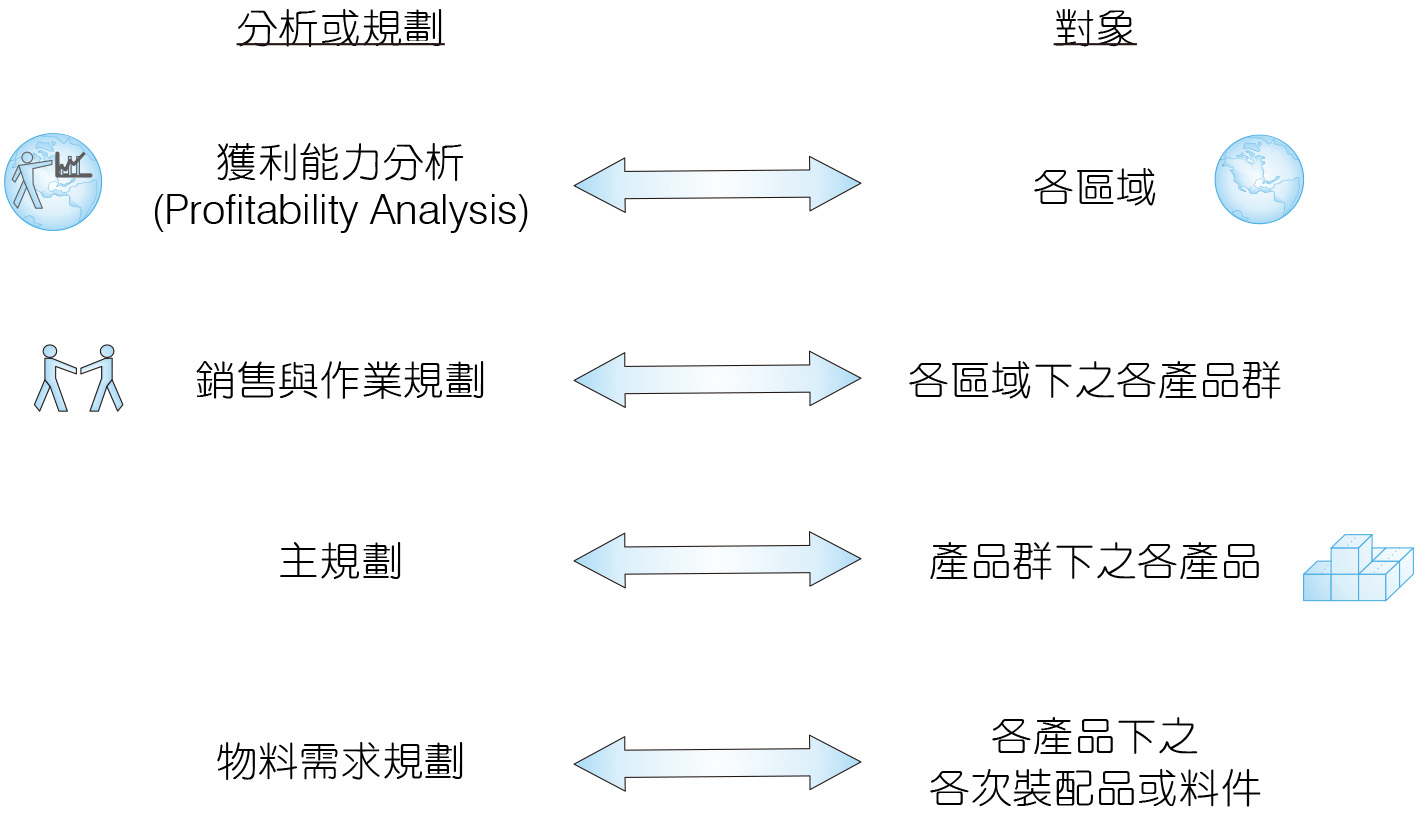 分析或規劃
對象
獲利能力分析
(Profitability Analysis)
各區域
銷售與作業規劃
各區域下之各產品群
主規劃
產品群下之各產品
物料需求規劃
各產品下之
各次裝配品或料件